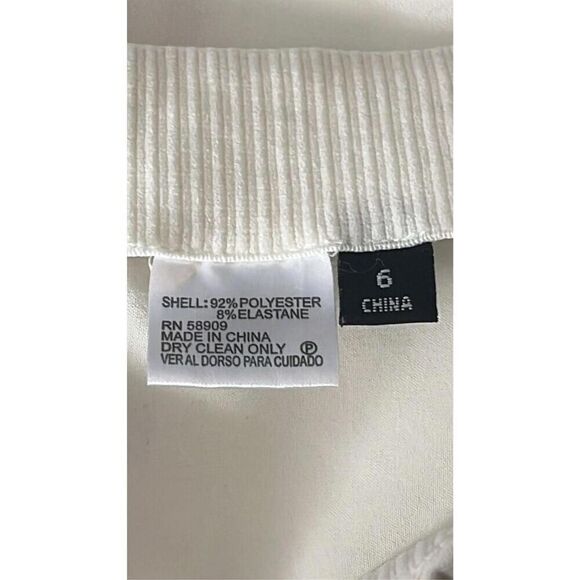 SHELL: 92% POLYESTER
8% ELASTANE
RN 58909
MADE IN CHINA
DRY CLEAN ONLY Ⓟ
VER AL DORSO PARA CUIDADO
6
CHINA